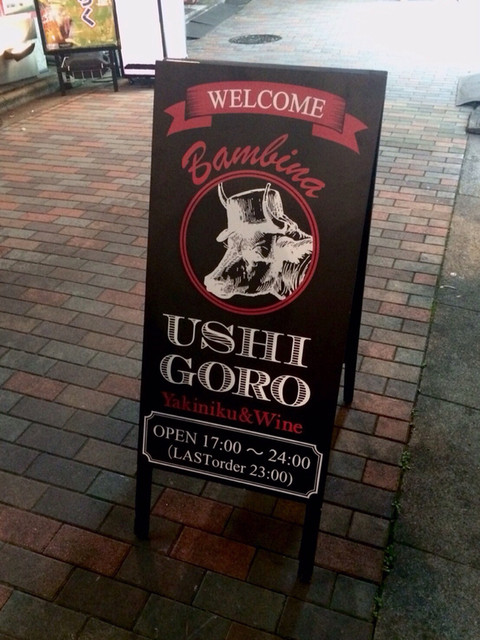 WELCOME
Bambina
USHI
GORO
Yakiniku&Wine
OPEN 17:00 ～ 24:00
(LASTorder 23:00)